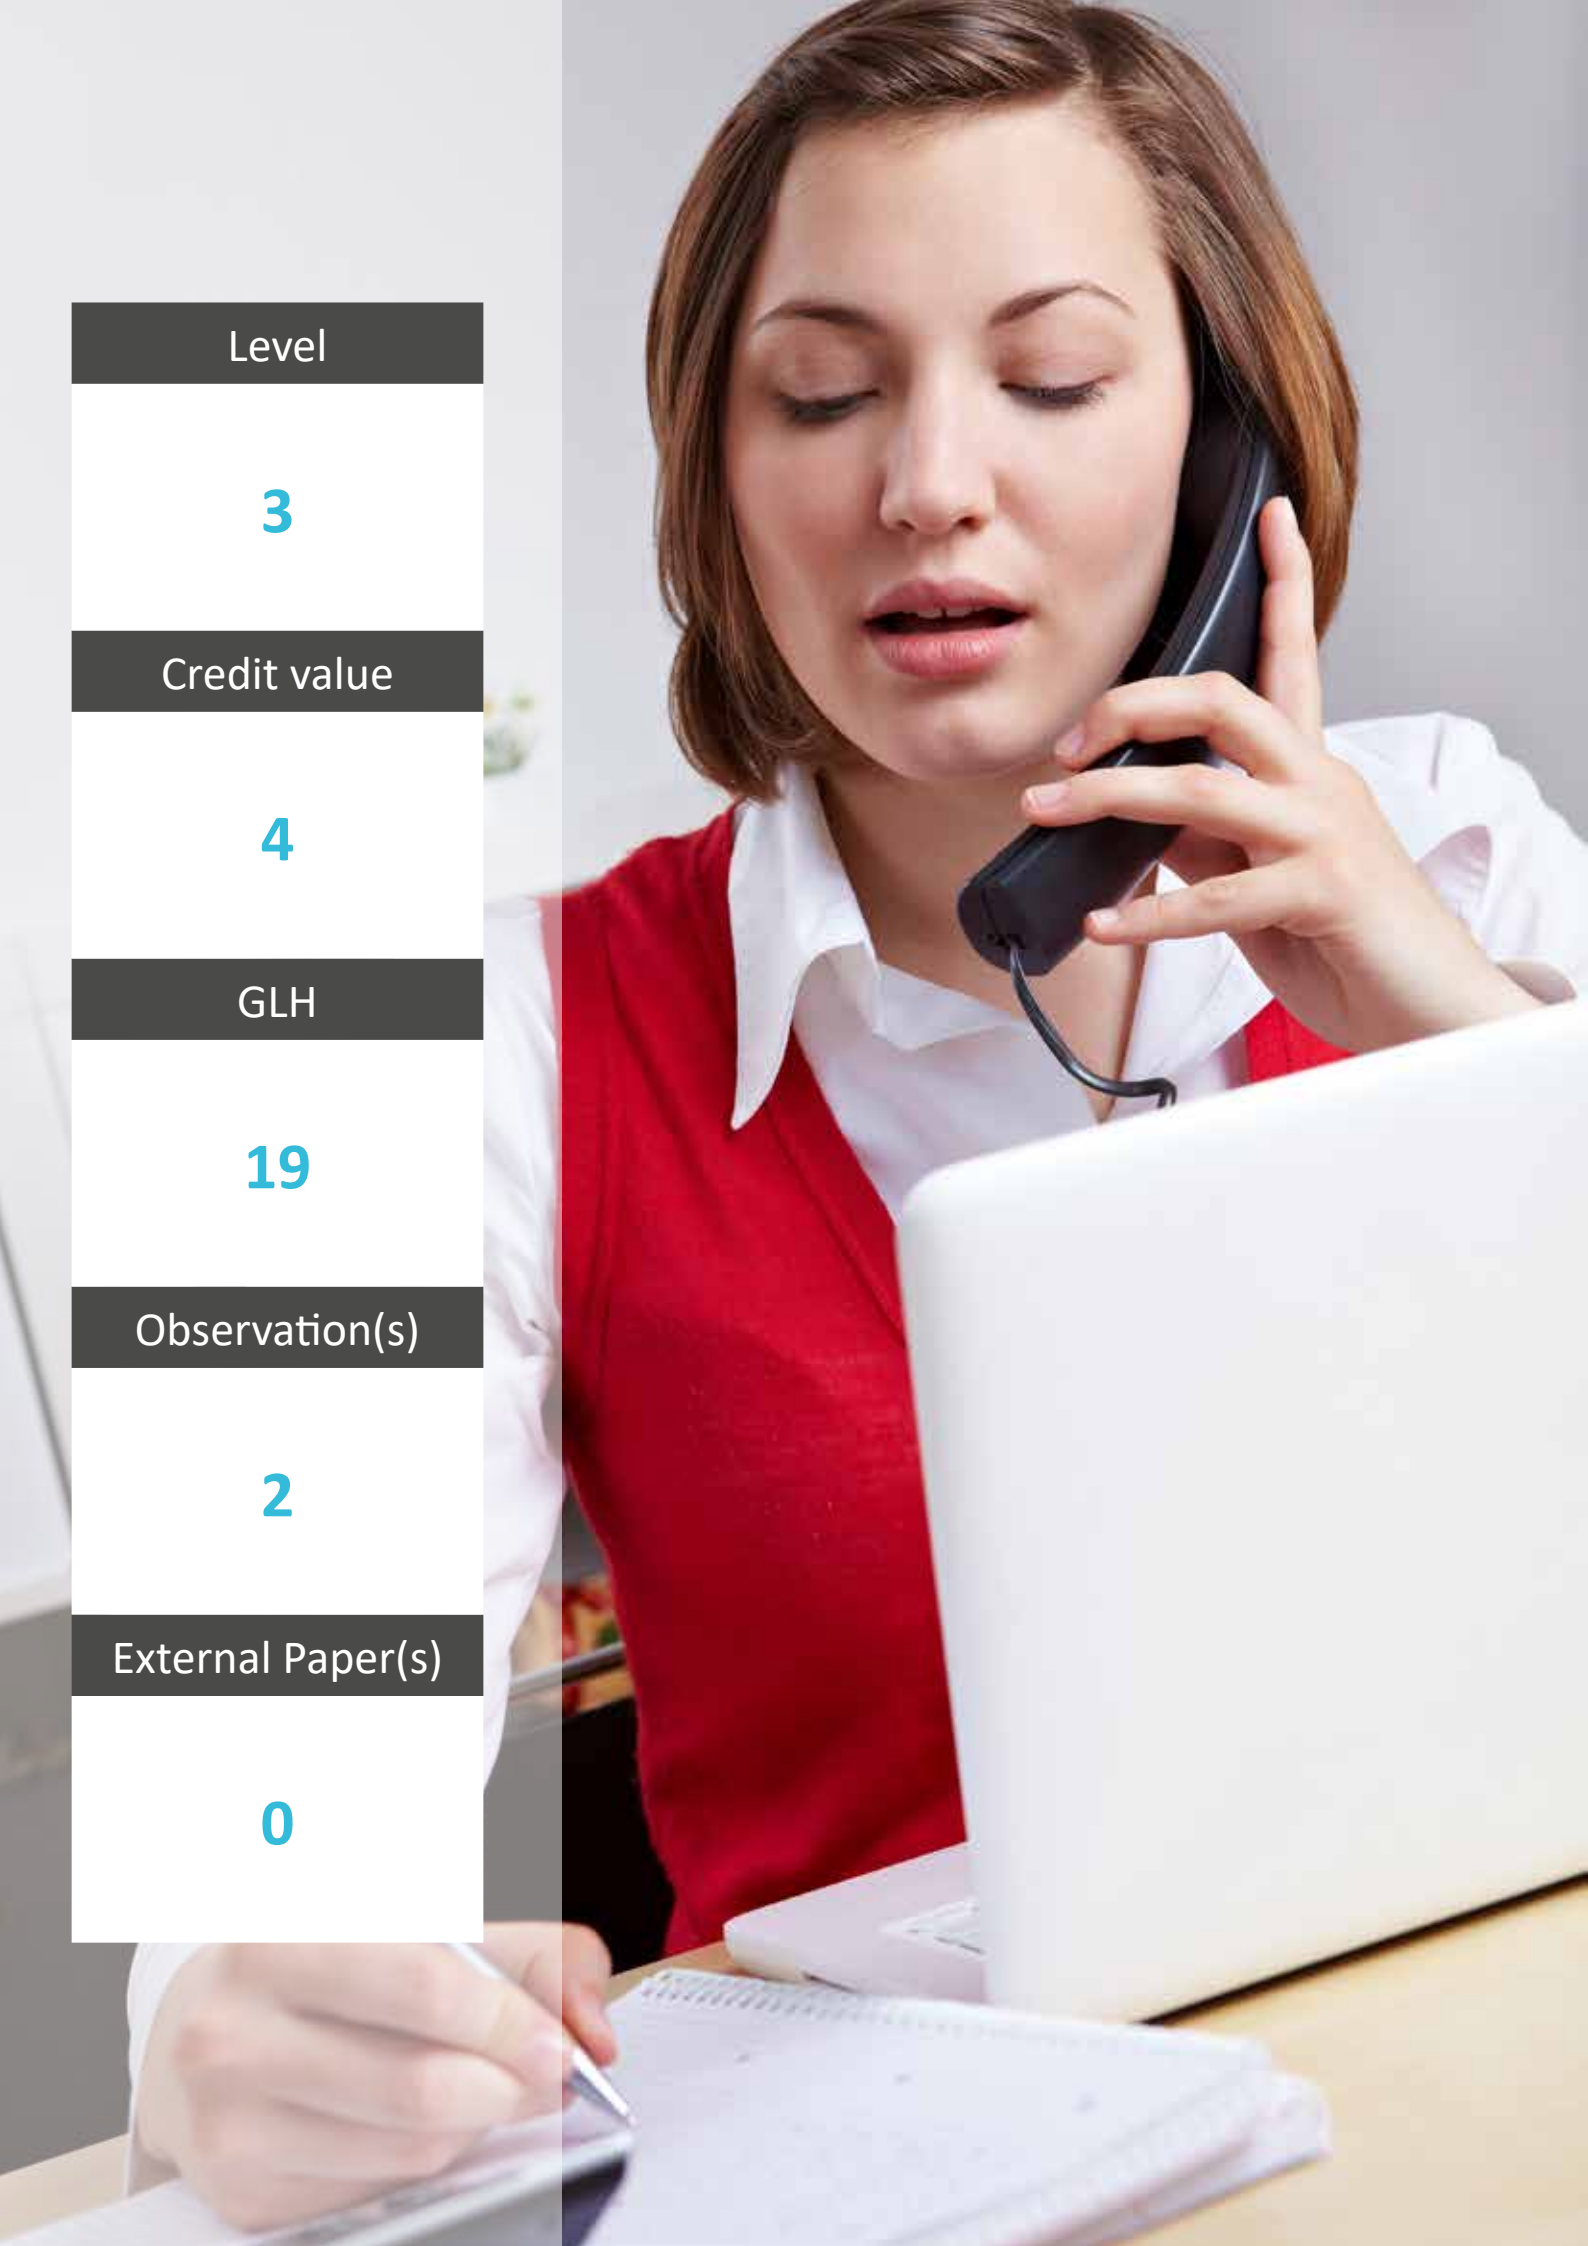 Level
3
Credit value
4
GLH
19
Observation(s)
2
External Paper(s)
0